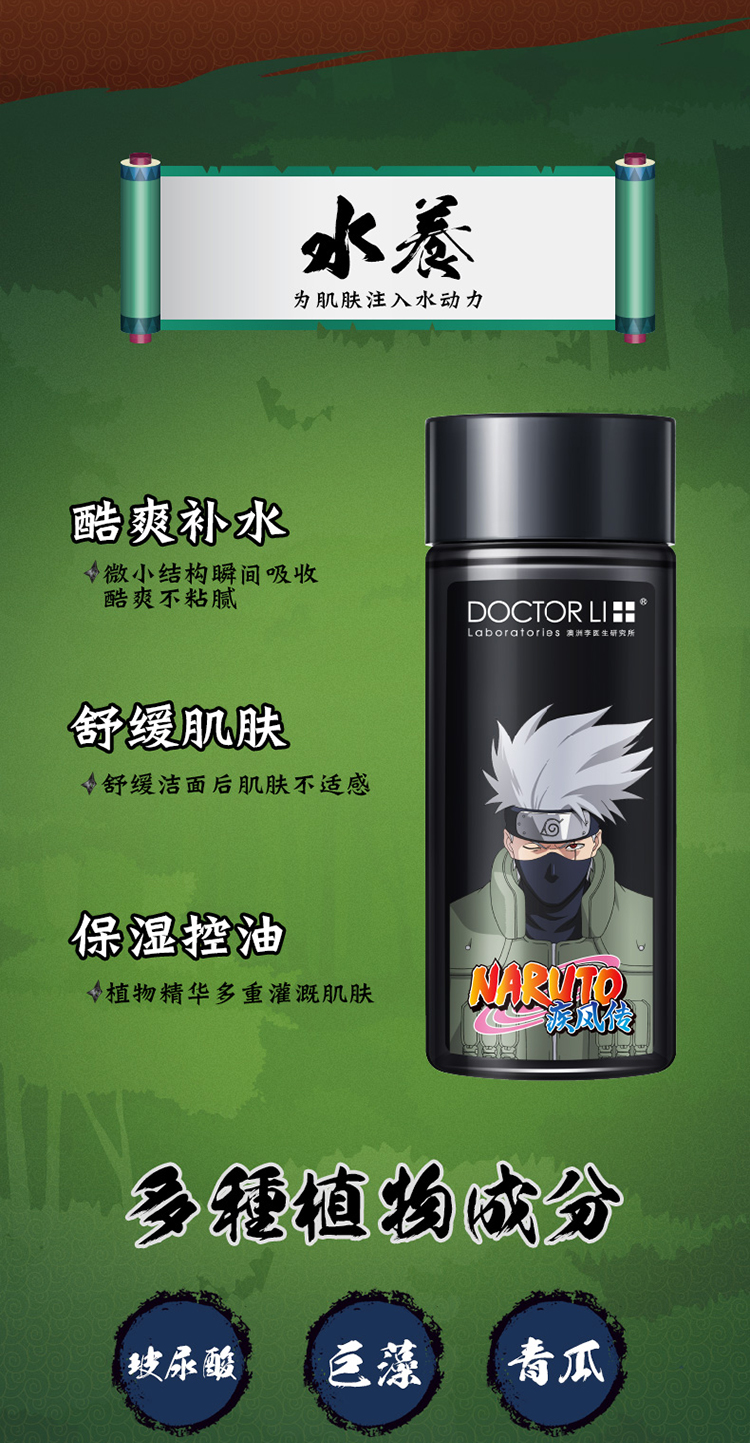 水養
为肌肤注入水动力
酷爽补水
微小结构瞬间吸收
酷爽不粘腻
舒缓肌肤
舒缓洁面后肌肤不适感
保湿控油
植物精华多重灌溉肌肤
DOCTOR LI ®
Laboratories 澳洲李医生研究所
NARUTO
疾风传
多種植物成分
玻尿酸
巨藻
青瓜